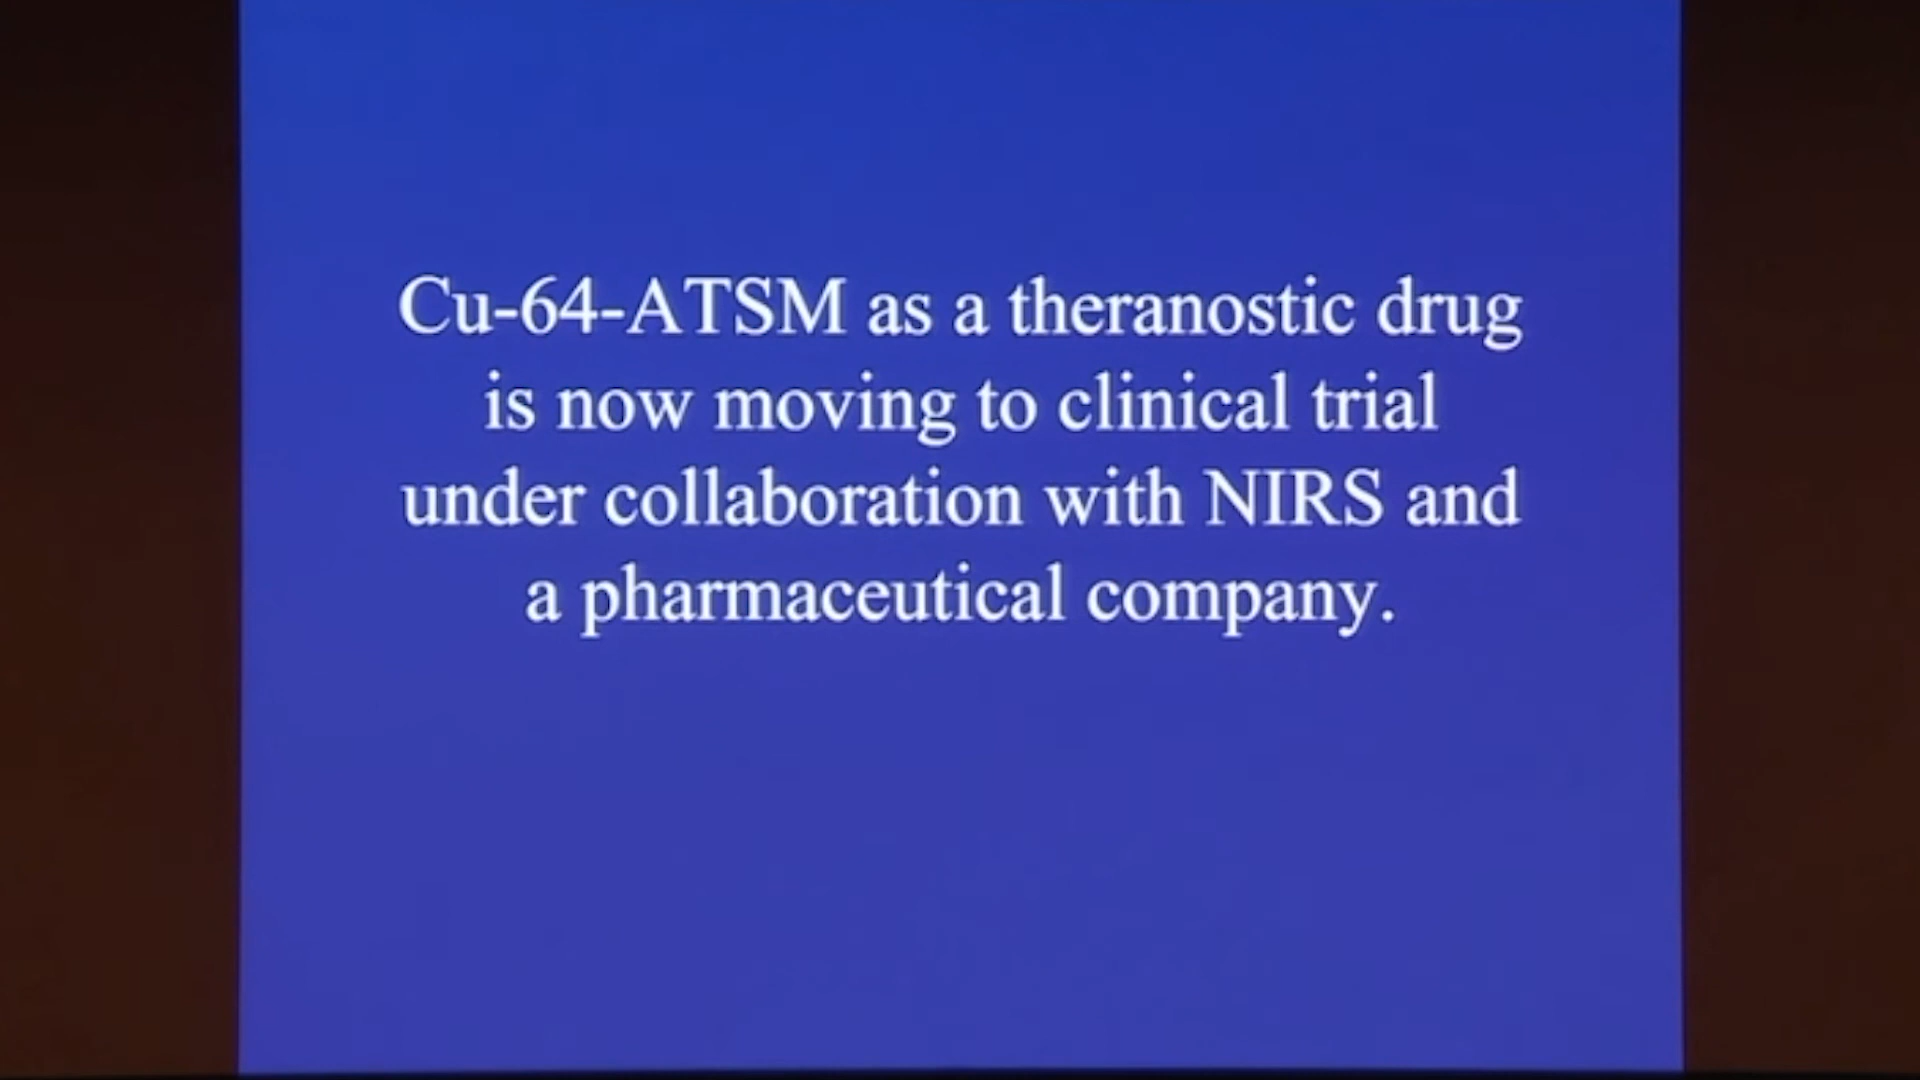 Cu-64-ATSM as a theranostic drug
is now moving to clinical trial
under collaboration with NIRS and
a pharmaceutical company.